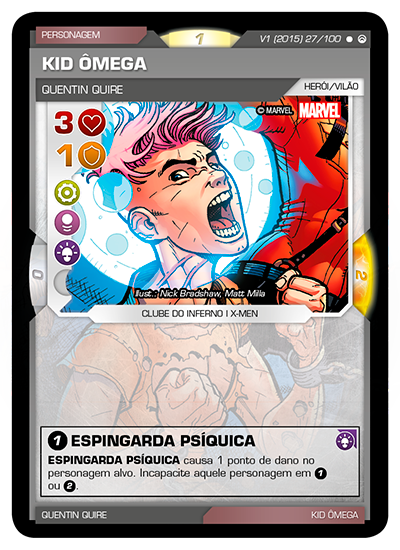 PERSONAGEM
1
V1 (2015) 27/100
KID ÔMEGA
QUENTIN QUIRE
HERÓI/VILÃO
3
1
© MARVEL MARVEL
0
2
Illust.: Nick Bradshaw, Matt Milla
CLUBE DO INFERNO | X-MEN
1 ESPINGARDA PSÍQUICA
ESPINGARDA PSÍQUICA causa 1 ponto de dano no
personagem alvo. Incapacite aquele personagem em 1
ou 2.
QUENTIN QUIRE
KID ÔMEGA